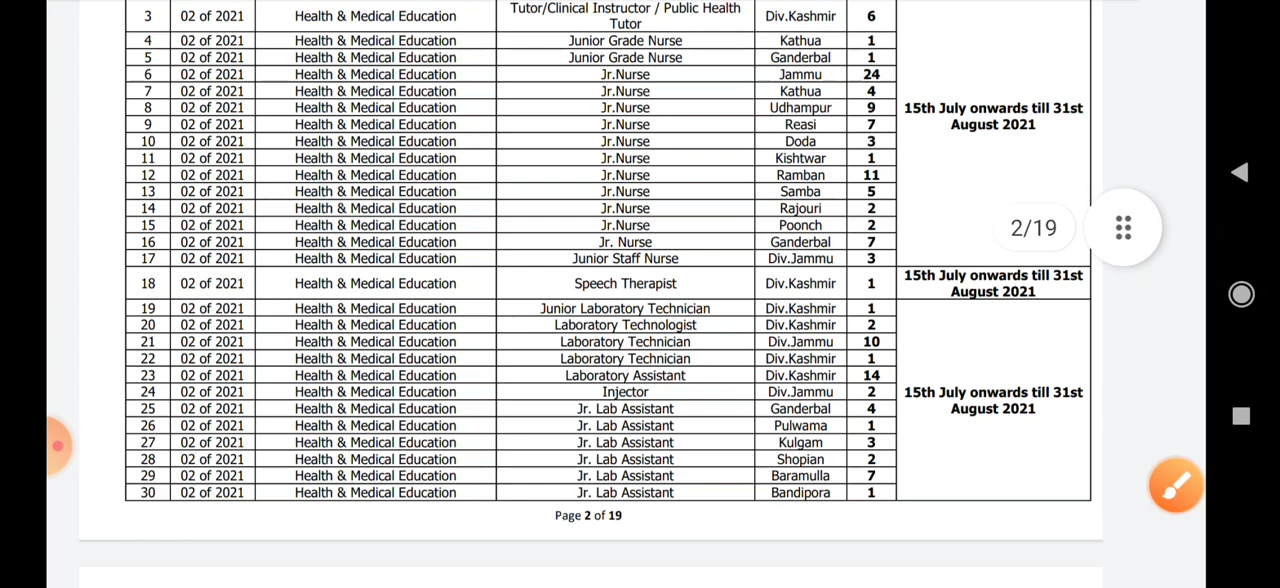 3 02 of 2021 Health & Medical Education Tutor/Clinical Instructor / Public Health Tutor Div.Kashmir 6
4 02 of 2021 Health & Medical Education Junior Grade Nurse Kathua 1
5 02 of 2021 Health & Medical Education Junior Grade Nurse Ganderbal 1
6 02 of 2021 Health & Medical Education Jr.Nurse Jammu 24
7 02 of 2021 Health & Medical Education Jr.Nurse Kathua 4
8 02 of 2021 Health & Medical Education Jr.Nurse Udhampur 9
15th July onwards till 31st
August 2021
9 02 of 2021 Health & Medical Education Jr.Nurse Reasi 7
10 02 of 2021 Health & Medical Education Jr.Nurse Doda 3
11 02 of 2021 Health & Medical Education Jr.Nurse Kishtwar 1
12 02 of 2021 Health & Medical Education Jr.Nurse Ramban 11
13 02 of 2021 Health & Medical Education Jr.Nurse Samba 5
14 02 of 2021 Health & Medical Education Jr.Nurse Rajouri 2
15 02 of 2021 Health & Medical Education Jr.Nurse Poonch 2
2/19
16 02 of 2021 Health & Medical Education Jr. Nurse Ganderbal 7
17 02 of 2021 Health & Medical Education Junior Staff Nurse Div.Jammu 3
18 02 of 2021 Health & Medical Education Speech Therapist Div.Kashmir 1
15th July onwards till 31st
August 2021
19 02 of 2021 Health & Medical Education Junior Laboratory Technician Div.Kashmir 1
20 02 of 2021 Health & Medical Education Laboratory Technologist Div.Kashmir 2
21 02 of 2021 Health & Medical Education Laboratory Technician Div.Jammu 10
22 02 of 2021 Health & Medical Education Laboratory Technician Div.Kashmir 1
23 02 of 2021 Health & Medical Education Laboratory Assistant Div.Kashmir 14
24 02 of 2021 Health & Medical Education Injector Div.Jammu 2
15th July onwards till 31st
August 2021
25 02 of 2021 Health & Medical Education Jr. Lab Assistant Ganderbal 4
26 02 of 2021 Health & Medical Education Jr. Lab Assistant Pulwama 1
27 02 of 2021 Health & Medical Education Jr. Lab Assistant Kulgam 3
28 02 of 2021 Health & Medical Education Jr. Lab Assistant Shopian 2
29 02 of 2021 Health & Medical Education Jr. Lab Assistant Baramulla 7
30 02 of 2021 Health & Medical Education Jr. Lab Assistant Bandipora 1
Page 2 of 19